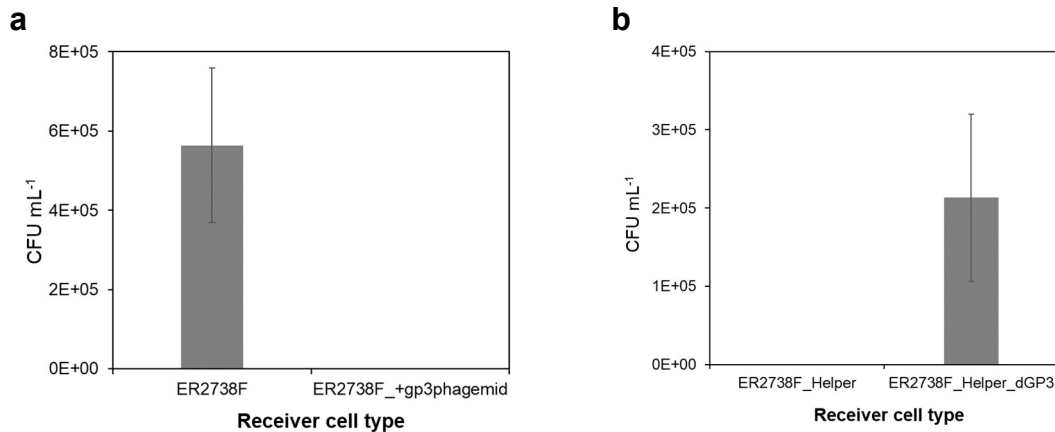 a
8E+05
6E+05
4E+05
2E+05
0E+00
CFU mL-1
ER2738F ER2738F_+gp3phagemid
Receiver cell type
b
4E+05
3E+05
2E+05
1E+05
0E+00
CFU mL-1
ER2738F_Helper ER2738F_Helper_dGP3
Receiver cell type